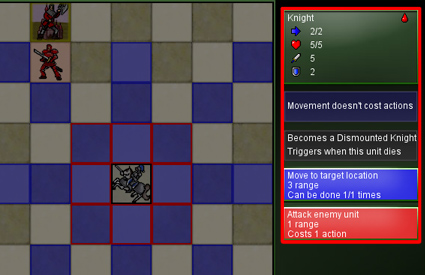 Knight
2/2
5/5
5
2
Movement doesn't cost actions
Becomes a Dismounted Knight
Triggers when this unit dies
Move to target location
3 range
Can be done 1/1 times
Attack enemy unit
1 range
Costs 1 action